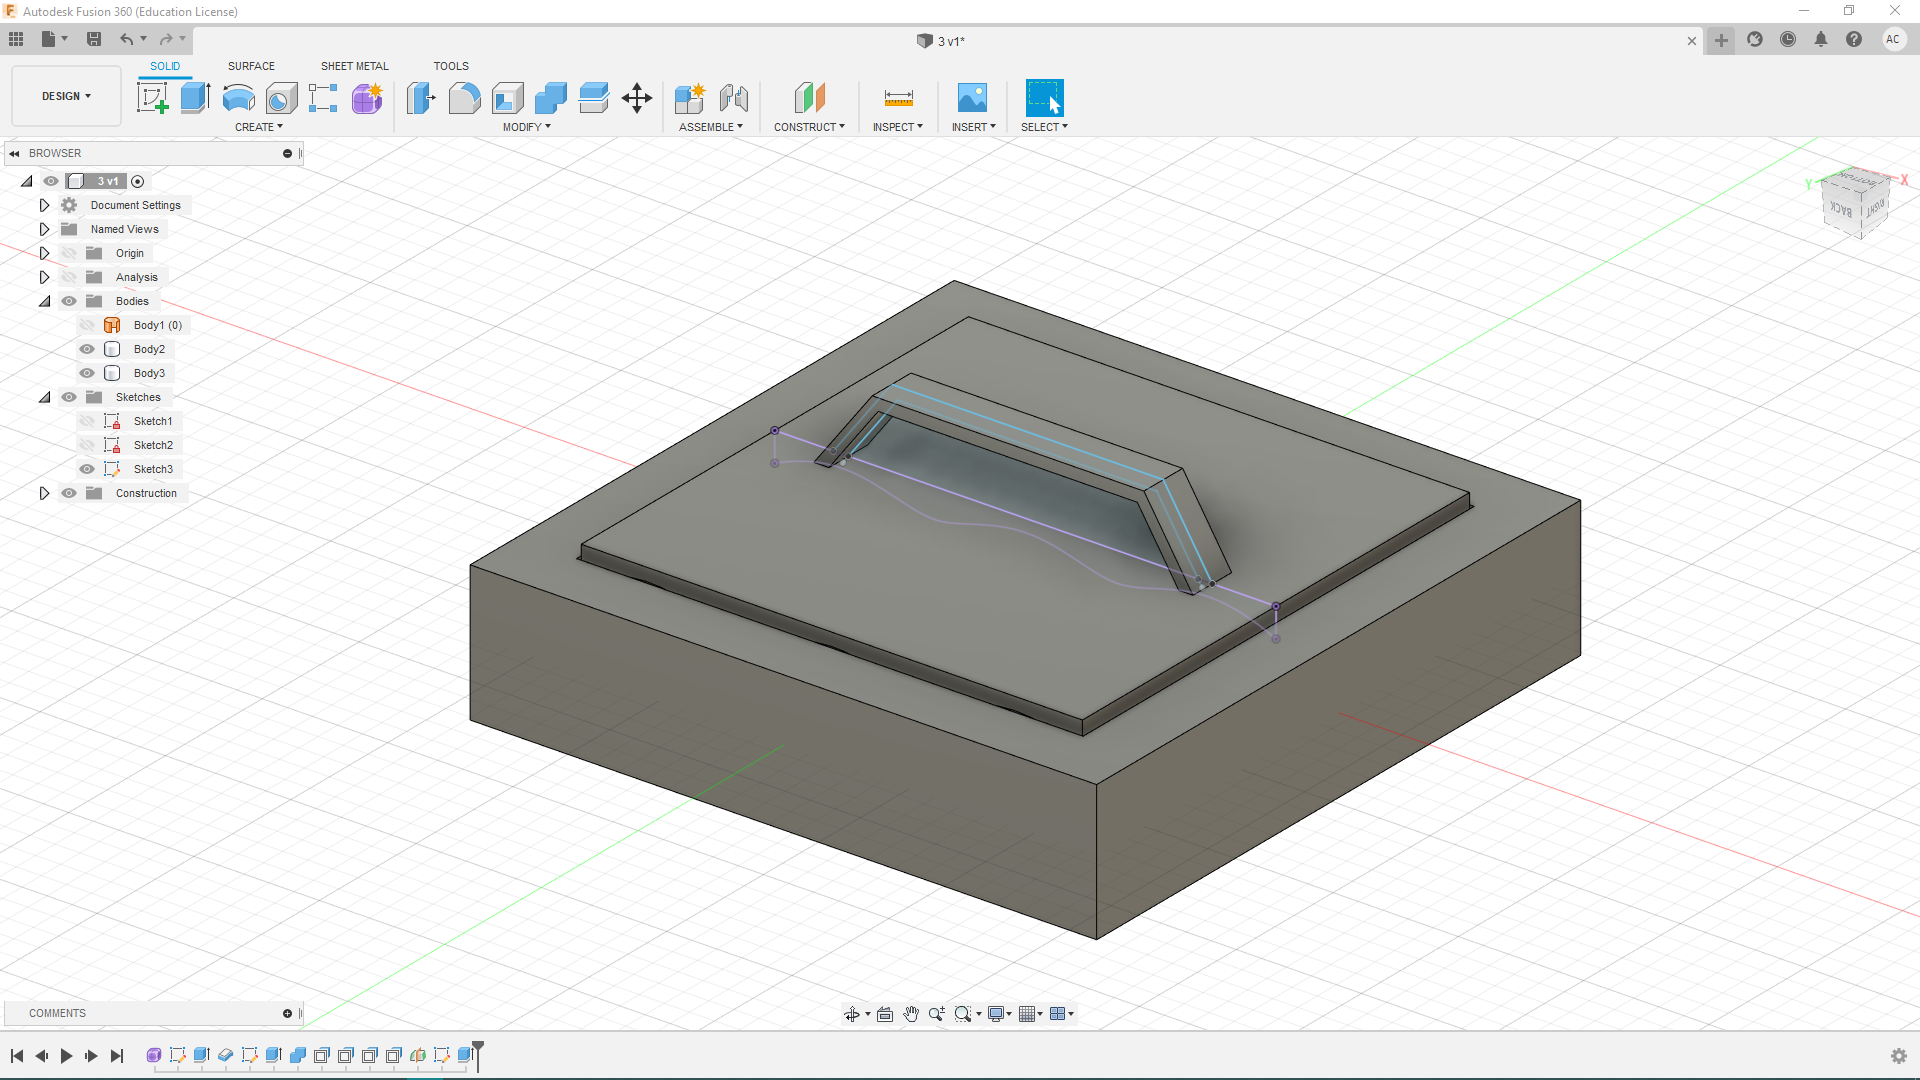 Autodesk Fusion 360 (Education License)
3 v1*
AC
DESIGN
SOLID
SURFACE
SHEET METAL
TOOLS
CREATE
MODIFY
ASSEMBLE
CONSTRUCT
INSPECT
INSERT
SELECT
BROWSER
3 v1
Document Settings
Named Views
Origin
Analysis
Bodies
Body1 (0)
Body2
Body3
Sketches
Sketch1
Sketch2
Sketch3
Construction
Y
X
BOTTOM
BACK
RIGHT
COMMENTS